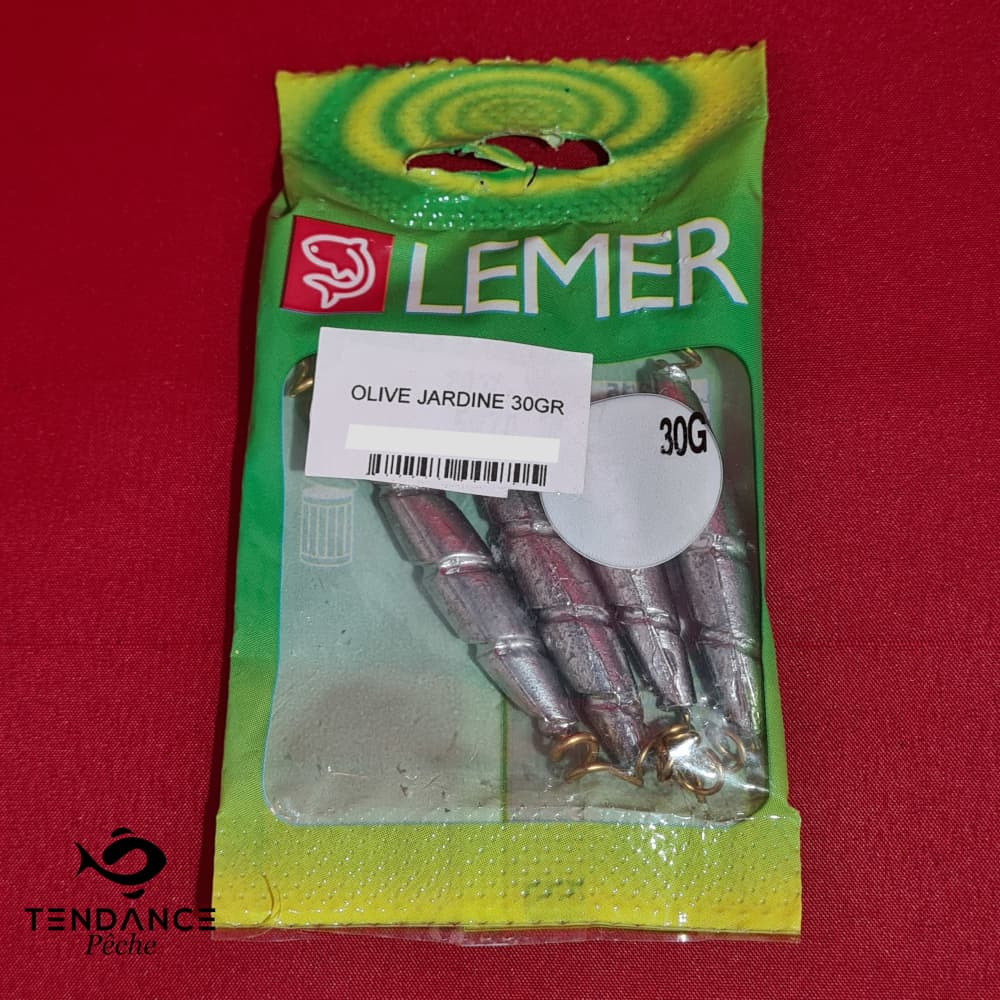 LEMER
OLIVE JARDINE 30GR
30G
TENDANCE
Pêche